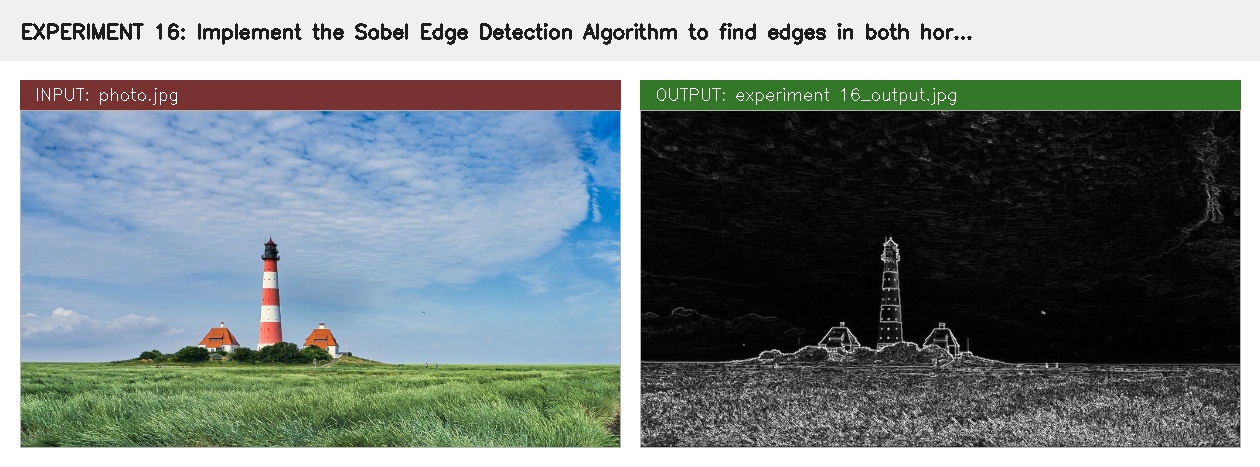 EXPERIMENT 16: Implement the Sobel Edge Detection Algorithm to find edges in both hor...
INPUT: photo.jpg
OUTPUT: experiment 16_output.jpg